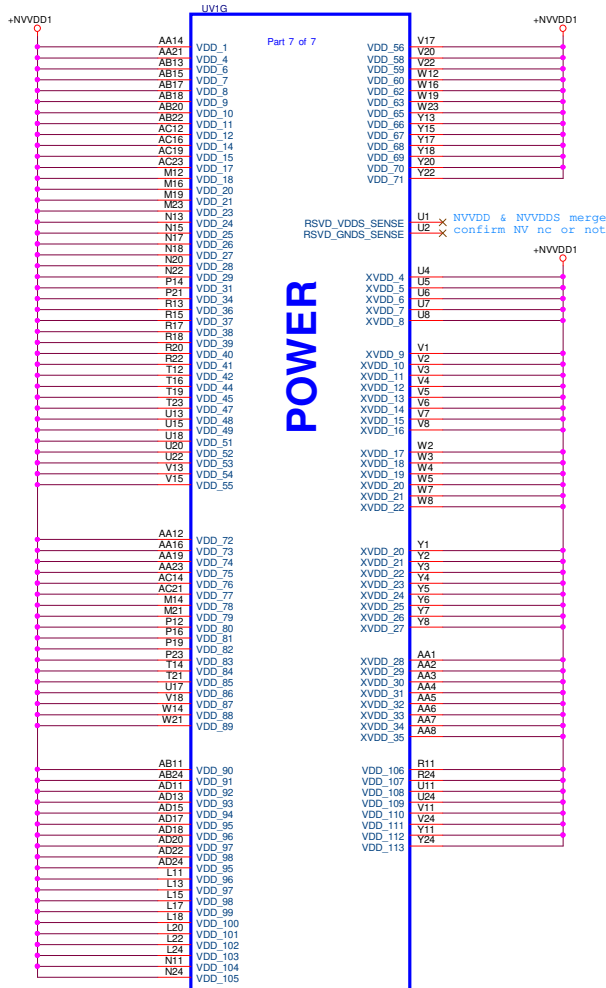 UV1G
+NVVDD1
Part 7 of 7
AA14 VDD_1
AA21 VDD_4
AB13 VDD_6
AB15 VDD_7
AB17 VDD_8
AB18 VDD_9
AB20 VDD_10
AB22 VDD_11
AC12 VDD_12
AC16 VDD_14
AC19 VDD_15
AC23 VDD_17
M12 VDD_18
M16 VDD_20
M19 VDD_21
M23 VDD_23
N13 VDD_24
N15 VDD_25
N17 VDD_26
N18 VDD_27
N20 VDD_28
N22 VDD_29
P14 VDD_31
P21 VDD_34
R13 VDD_36
R15 VDD_37
R17 VDD_38
R18 VDD_39
R20 VDD_40
R22 VDD_41
T12 VDD_42
T16 VDD_44
T19 VDD_45
T23 VDD_47
U13 VDD_48
U15 VDD_49
U18 VDD_51
U20 VDD_52
U22 VDD_53
V13 VDD_54
V15 VDD_55
AA12 VDD_72
AA16 VDD_73
AA19 VDD_74
AA23 VDD_75
AC14 VDD_76
AC21 VDD_77
M14 VDD_78
M21 VDD_79
P12 VDD_80
P16 VDD_81
P19 VDD_82
P23 VDD_83
T14 VDD_84
T21 VDD_85
U17 VDD_86
V18 VDD_87
W14 VDD_88
W21 VDD_89
AB11 VDD_90
AB24 VDD_91
AD11 VDD_92
AD13 VDD_93
AD15 VDD_94
AD17 VDD_95
AD18 VDD_96
AD20 VDD_97
AD22 VDD_98
AD24 VDD_95
L11 VDD_96
L13 VDD_97
L15 VDD_98
L17 VDD_99
L18 VDD_100
L20 VDD_101
L22 VDD_102
L24 VDD_103
N11 VDD_104
N24 VDD_105
POWER
+NVVDD1
VDD_56 V17
VDD_58 V20
VDD_59 V22
VDD_60 W12
VDD_62 W16
VDD_63 W19
VDD_65 W23
VDD_66 Y13
VDD_67 Y15
VDD_68 Y17
VDD_69 Y18
VDD_70 Y20
VDD_71 Y22
RSVD_VDDS_SENSE U1 NVVDD & NVVDDS merge
RSVD_GNDS_SENSE U2 confirm NV nc or not
+NVVDD1
XVDD_4 U4
XVDD_5 U5
XVDD_6 U6
XVDD_7 U7
XVDD_8 U8
XVDD_9 V1
XVDD_10 V2
XVDD_11 V3
XVDD_12 V4
XVDD_13 V5
XVDD_14 V6
XVDD_15 V7
XVDD_16 V8
XVDD_17 W2
XVDD_18 W3
XVDD_19 W4
XVDD_20 W5
XVDD_21 W7
XVDD_22 W8
XVDD_20 Y1
XVDD_21 Y2
XVDD_22 Y3
XVDD_23 Y4
XVDD_24 Y5
XVDD_25 Y6
XVDD_26 Y7
XVDD_27 Y8
XVDD_28 AA1
XVDD_29 AA2
XVDD_30 AA3
XVDD_31 AA4
XVDD_32 AA5
XVDD_33 AA6
XVDD_34 AA7
XVDD_35 AA8
VDD_106 R11
VDD_107 R24
VDD_108 U11
VDD_109 U24
VDD_110 V11
VDD_111 V24
VDD_112 Y11
VDD_113 Y24